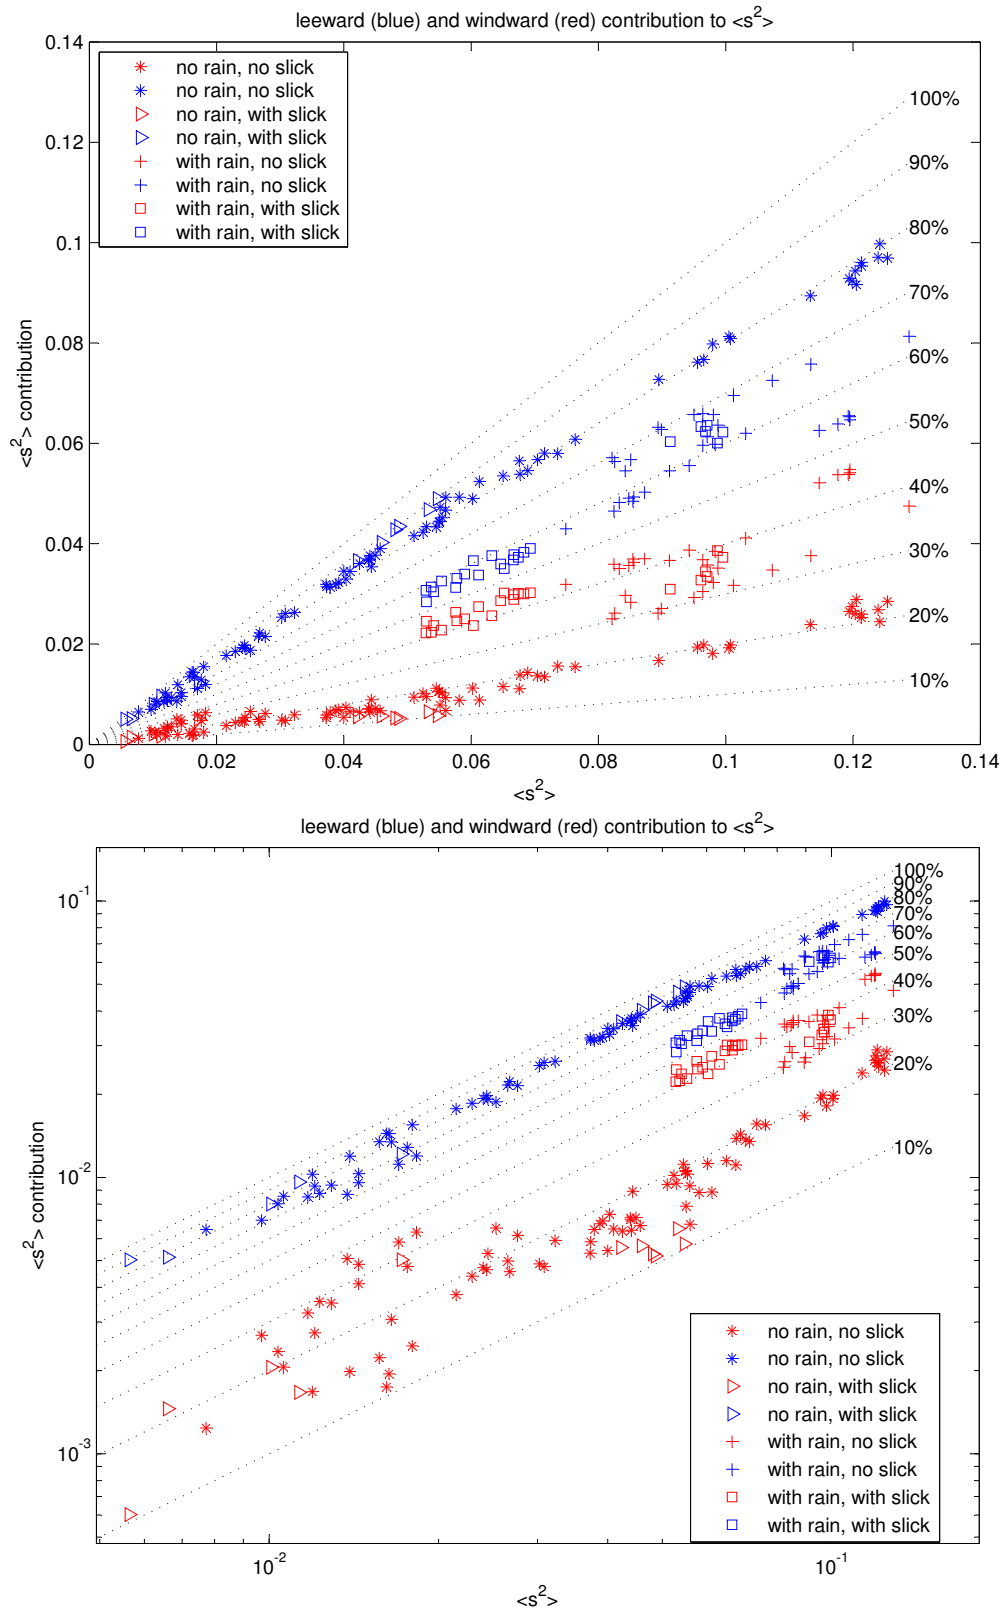 leeward (blue) and windward (red) contribution to <s²>
0.14
0.12
0.1
0.08
0.06
0.04
0.02
0
<s²> contribution
no rain, no slick
no rain, no slick
no rain, with slick
no rain, with slick
with rain, no slick
with rain, no slick
with rain, with slick
with rain, with slick
100%
90%
80%
70%
60%
50%
40%
30%
20%
10%
0 0.02 0.04 0.06 0.08 0.1 0.12 0.14
<s²>
leeward (blue) and windward (red) contribution to <s²>
10⁻¹
10⁻²
10⁻³
<s²> contribution
100%
90%
80%
70%
60%
50%
40%
30%
20%
10%
no rain, no slick
no rain, no slick
no rain, with slick
no rain, with slick
with rain, no slick
with rain, no slick
with rain, with slick
with rain, with slick
10⁻² 10⁻¹
<s²>